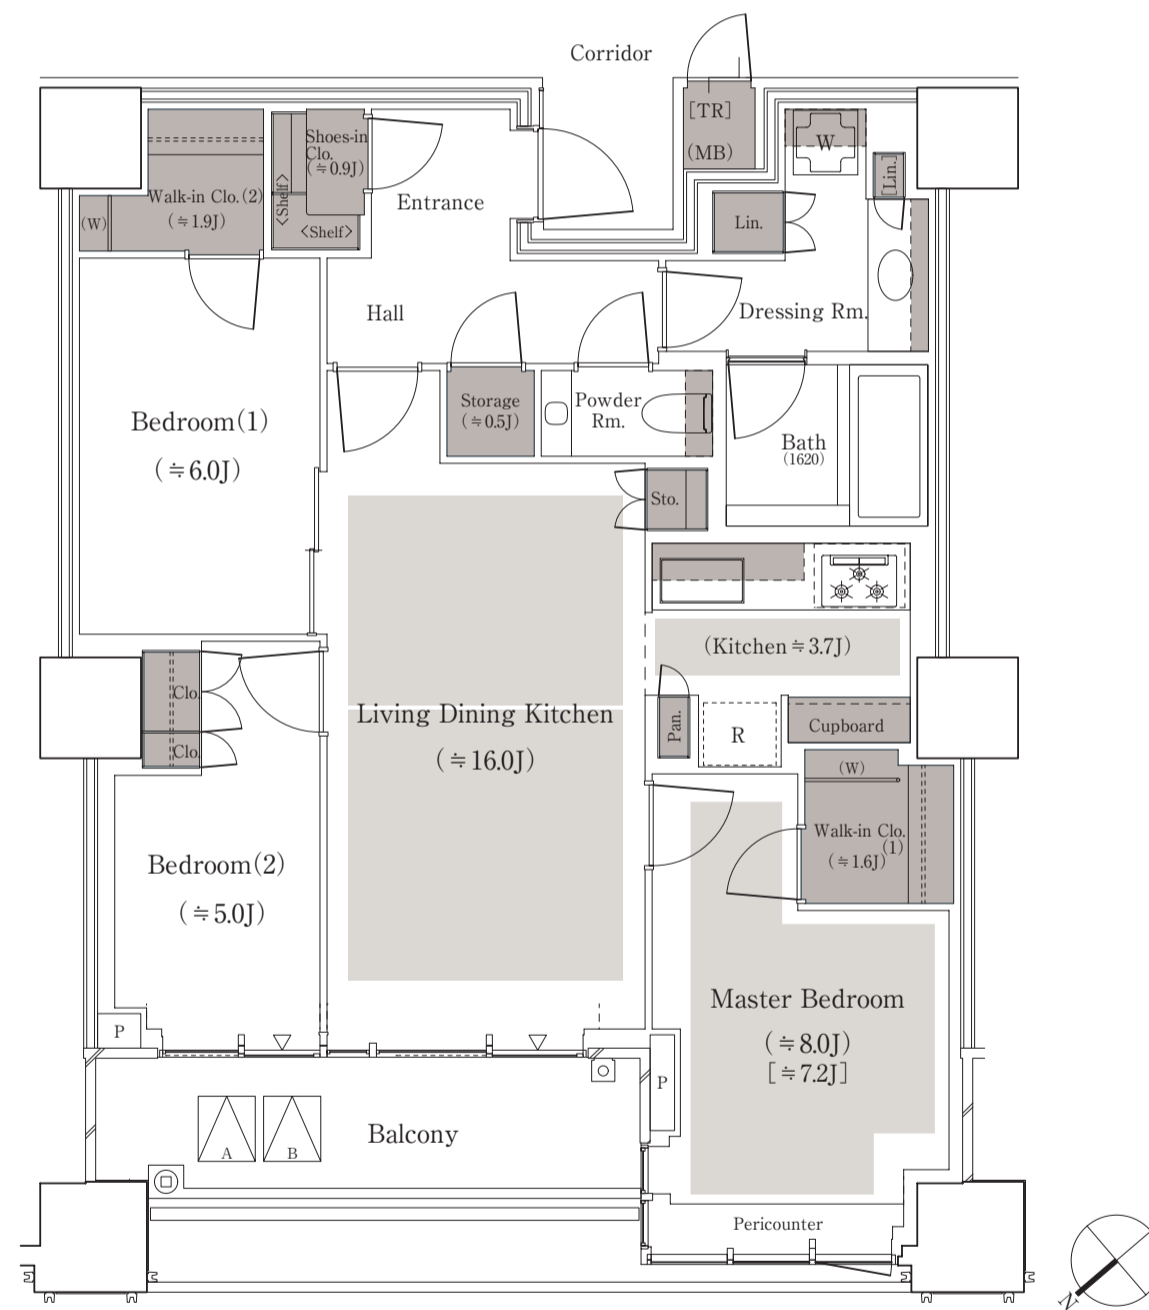 Corridor
[TR]
(MB)
W
[Lin.]
Shoes-in
Clo.
(≒0.9J)
Walk-in Clo.(2)
(≒1.9J)
(W)
<Shelf>
<Shelf>
Entrance
Lin.
Hall
Dressing Rm.
Bedroom(1)
(≒6.0J)
Storage
(≒0.5J)
Powder
Rm.
Bath
(1620)
Sto.
(Kitchen≒3.7J)
Clo.
Clo.
Living Dining Kitchen
(≒16.0J)
Pan.
R
Cupboard
(W)
Walk-in Clo.
(1)
(≒1.6J)
Bedroom(2)
(≒5.0J)
Master Bedroom
(≒8.0J)
[≒7.2J]
P
P
A
B
Balcony
Pericounter
N